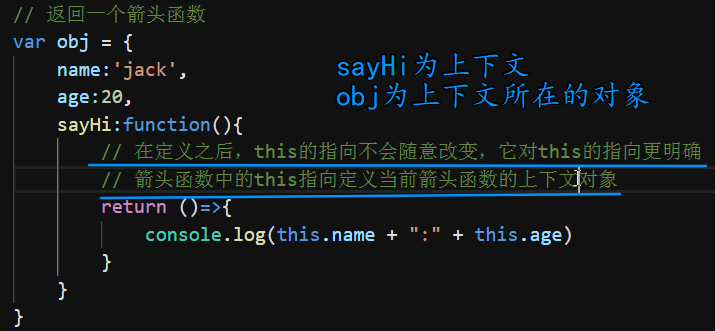 // 返回一个箭头函数
var obj = {
name:'jack',
sayHi为上下文
age:20,
obj为上下文所在的对象
sayHi:function(){
// 在定义之后，this的指向不会随意改变，它对this的指向更明确
// 箭头函数中的this指向定义当前箭头函数的上下文对象
return ()=>{
console.log(this.name + ":" + this.age)
}
}
}